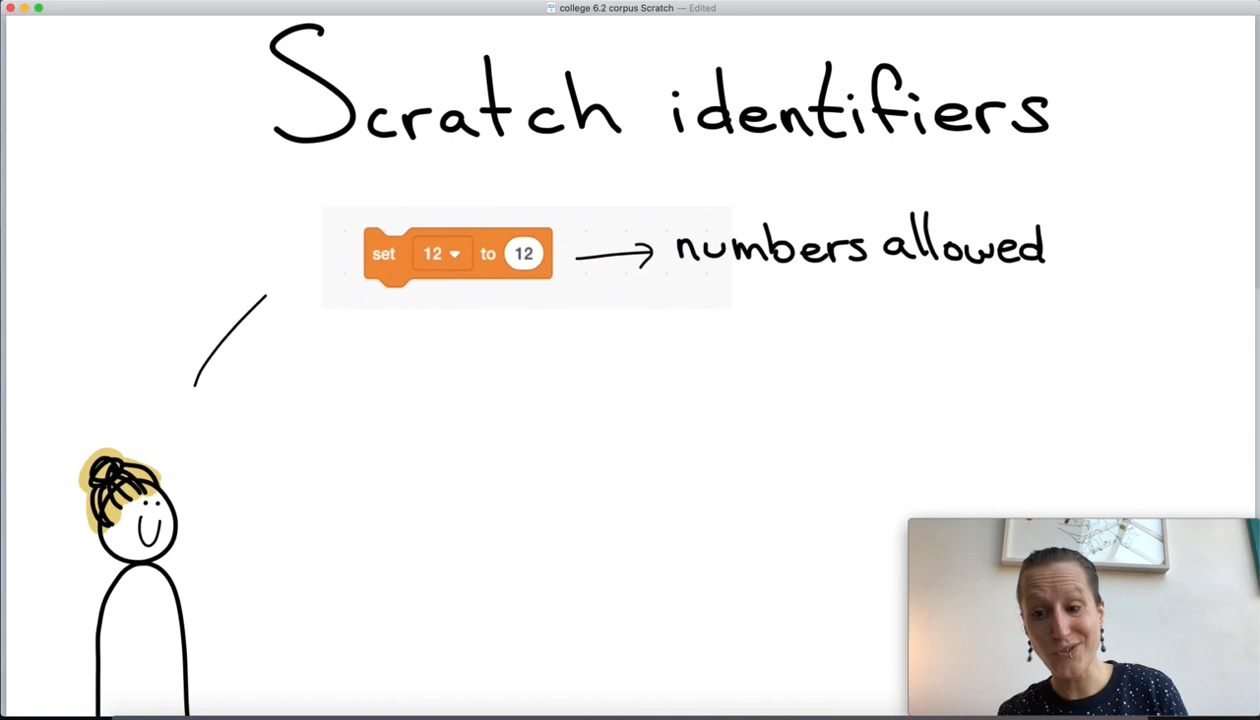 college 6.2 corpus Scratch — Edited
Scratch identifiers
set 12 to 12
numbers allowed